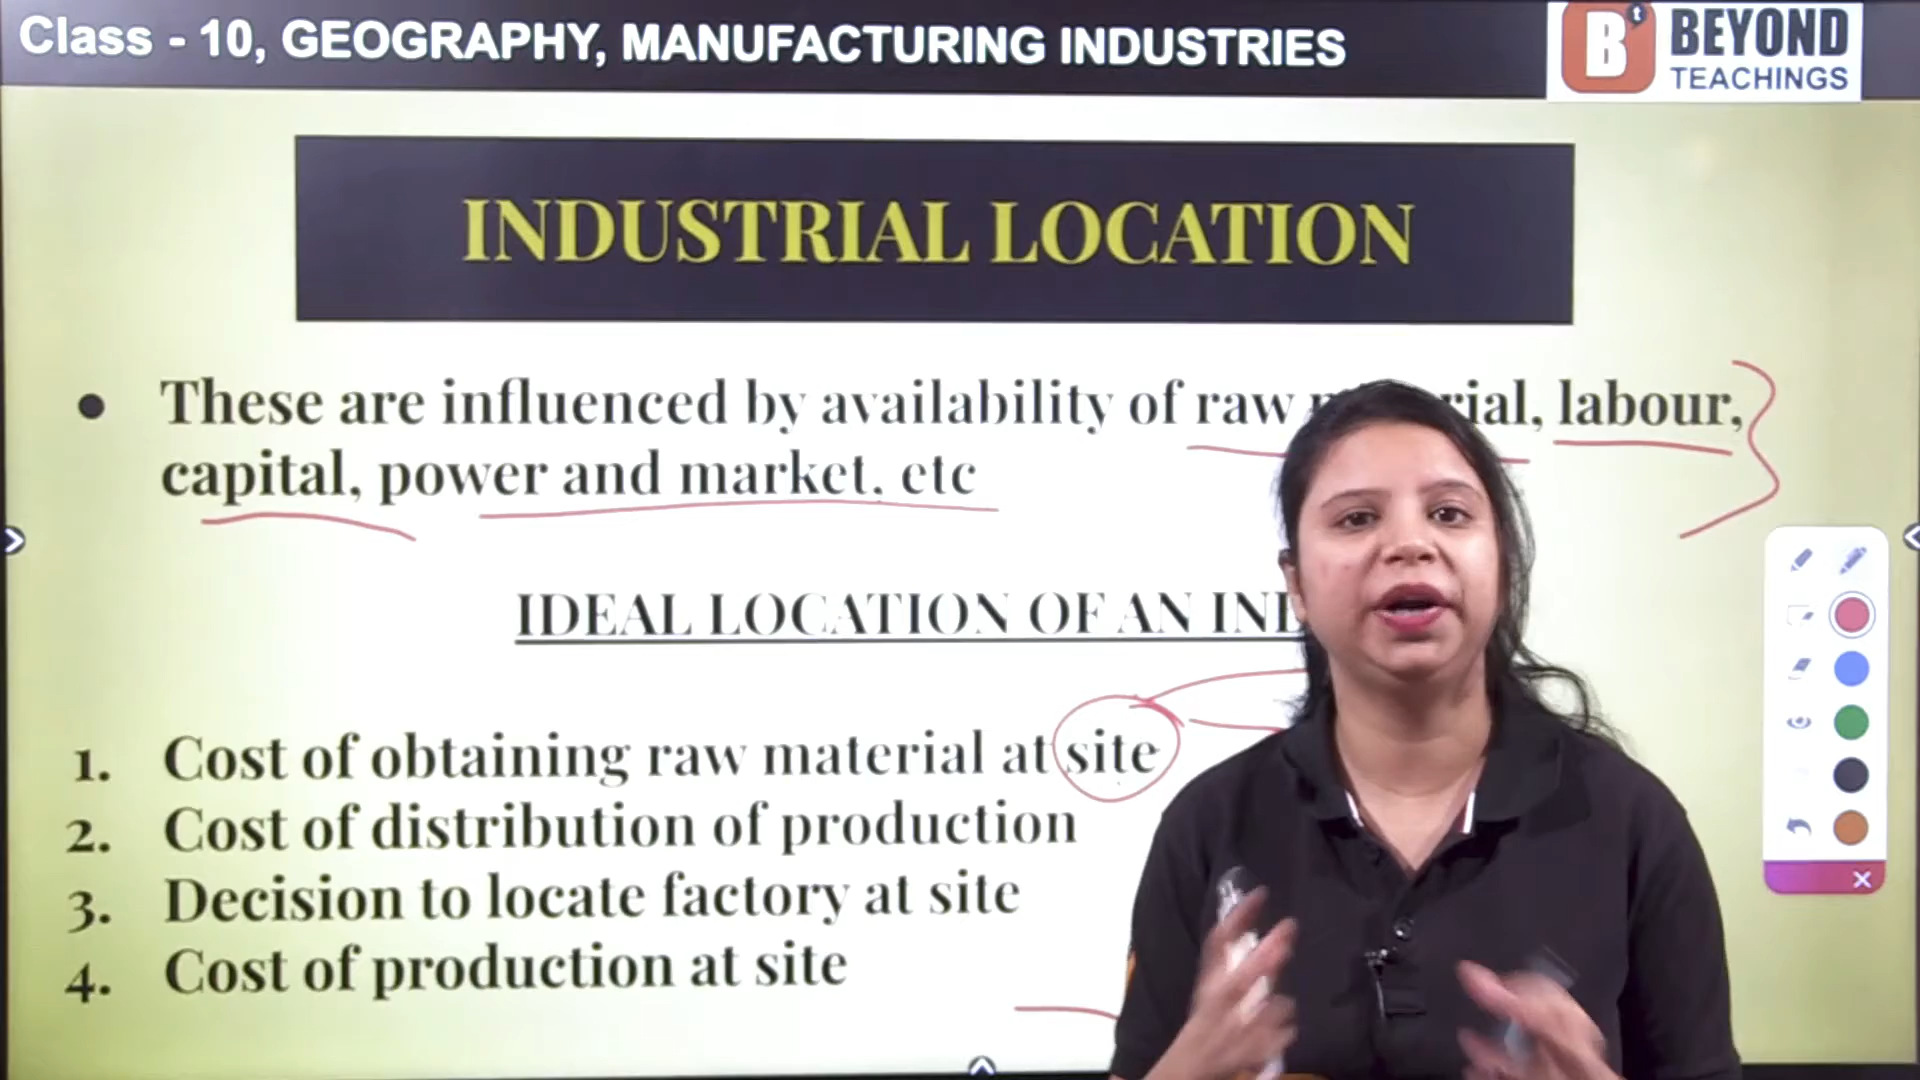 Class - 10, GEOGRAPHY, MANUFACTURING INDUSTRIES
Bt BEYOND
TEACHINGS
INDUSTRIAL LOCATION
These are influenced by availability of raw labour,
capital, power and market, etc
IDEAL LOCATION OF AN
1. Cost of obtaining raw material at site
2. Cost of distribution of production
3. Decision to locate factory at site
4. Cost of production at site